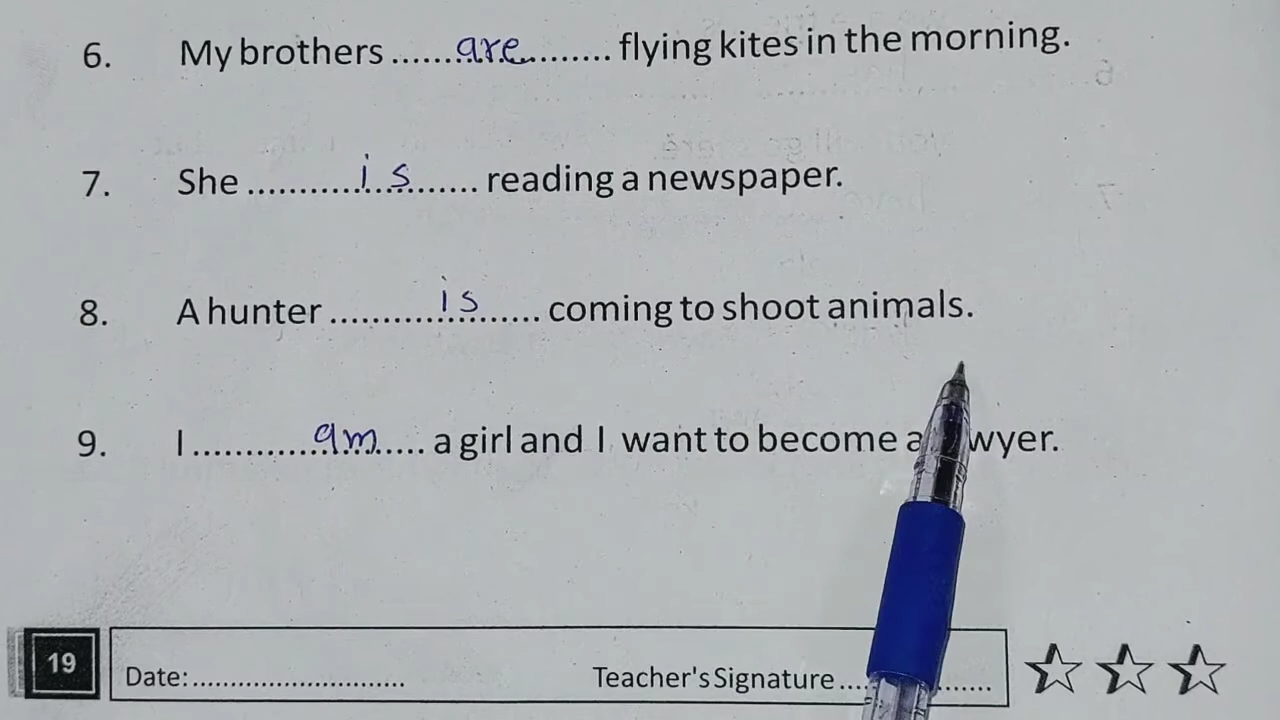 6. My brothers ......are......... flying kites in the morning.
7. She ............is........ reading a newspaper.
8. A hunter ............is........ coming to shoot animals.
9. I ............am..... a girl and I want to become a
19
Date:............................ Teacher's Signature....................